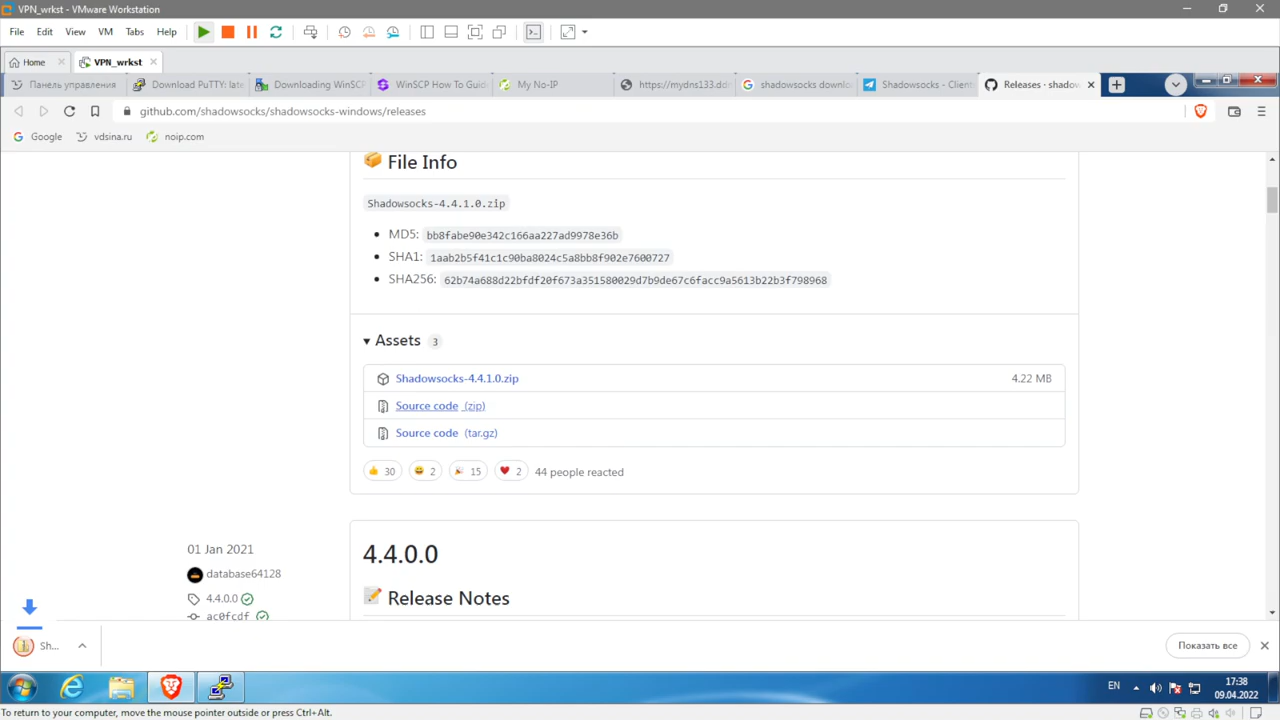 VPN_wrkst - VMware Workstation
File Edit View VM Tabs Help
Home VPN_wrkst
Панель управления Download PuTTY: late Downloading WinSCP WinSCP How To Guid My No-IP https://mydns133.dd shadowsocks downlo Shadowsocks - Client Releases · shadow
github.com/shadowsocks/shadowsocks-windows/releases
Google vdsina.ru noip.com
File Info
Shadowsocks-4.4.1.0.zip
MD5: bb8fabe90e342c166aa227ad9978e36b
SHA1: 1aab2b5f41c1c90ba8024c5a8bb8f902e7600727
SHA256: 62b74a688d22bfdf20f673a351580029d7b9de67c6facc9a5613b22b3f798968
Assets 3
Shadowsocks-4.4.1.0.zip 4.22 MB
Source code (zip)
Source code (tar.gz)
30 2 15 2 44 people reacted
01 Jan 2021
database64128
4.4.0.0
ac0fcdf
4.4.0.0
Release Notes
Sh...
Показать все
EN
17:38
09.04.2022
To return to your computer, move the mouse pointer outside or press Ctrl+Alt.